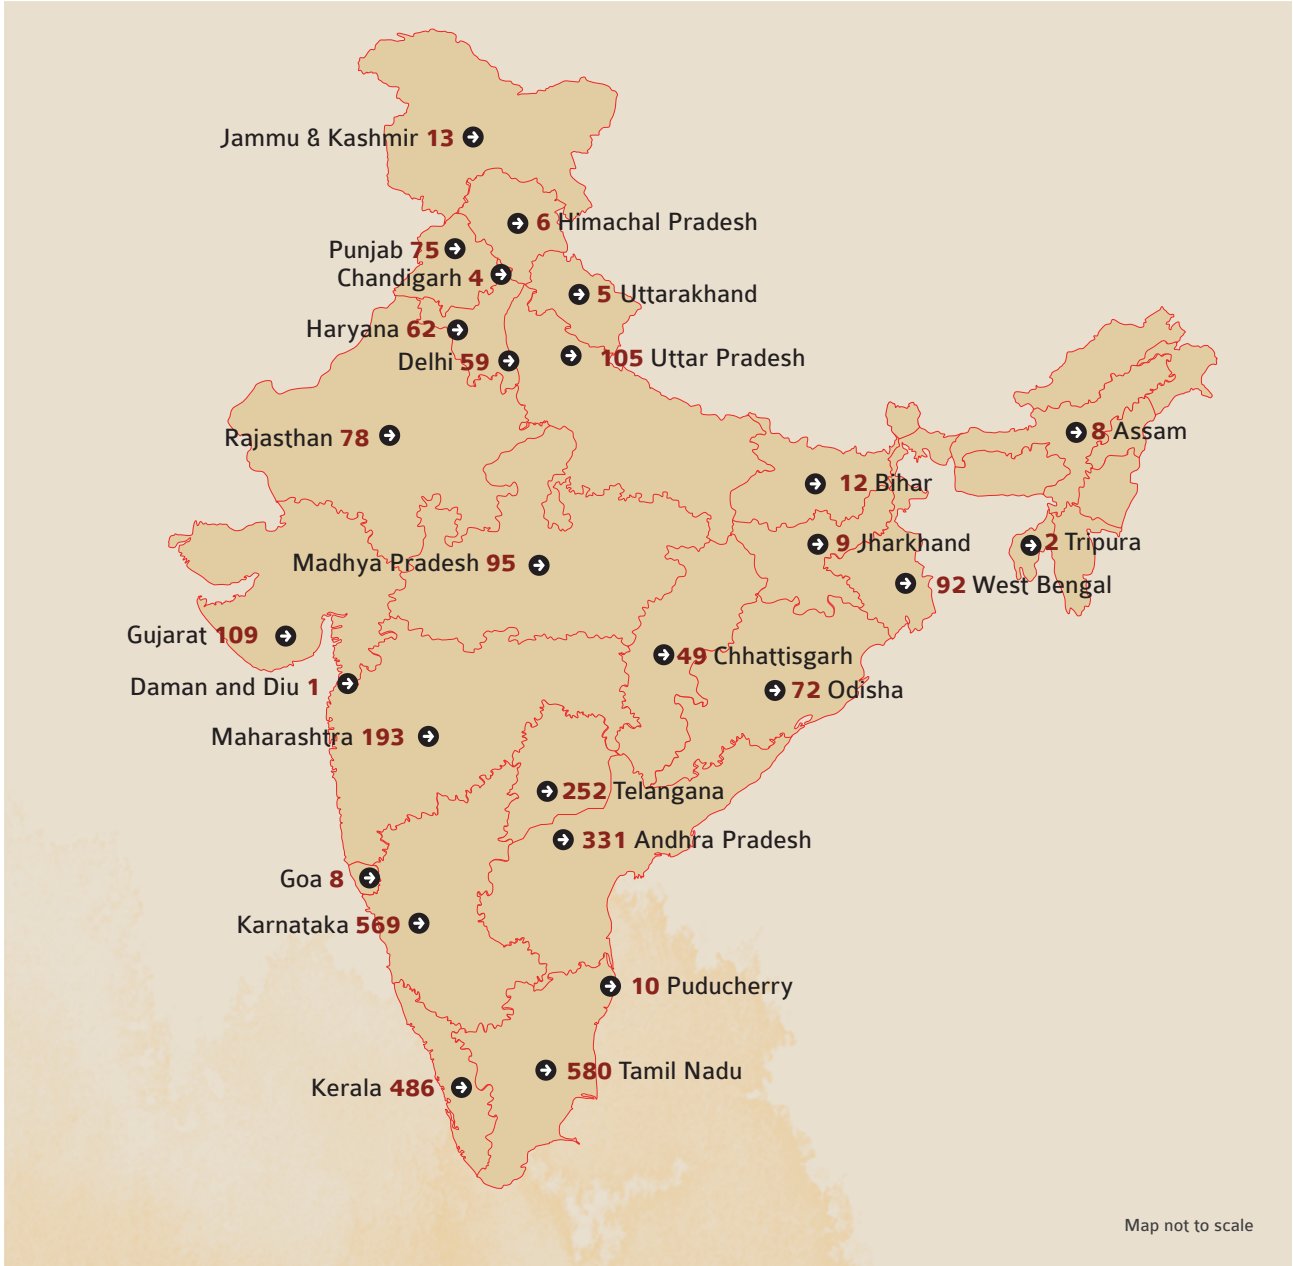 Jammu & Kashmir 13
6 Himachal Pradesh
Punjab 75
Chandigarh 4
5 Uttarakhand
Haryana 62
Delhi 59
105 Uttar Pradesh
Rajasthan 78
8 Assam
12 Bihar
9 Jharkhand
2 Tripura
Madhya Pradesh 95
92 West Bengal
Gujarat 109
49 Chhattisgarh
Daman and Diu 1
72 Odisha
Maharashtra 193
252 Telangana
331 Andhra Pradesh
Goa 8
Karnataka 569
10 Puducherry
580 Tamil Nadu
Kerala 486
Map not to scale